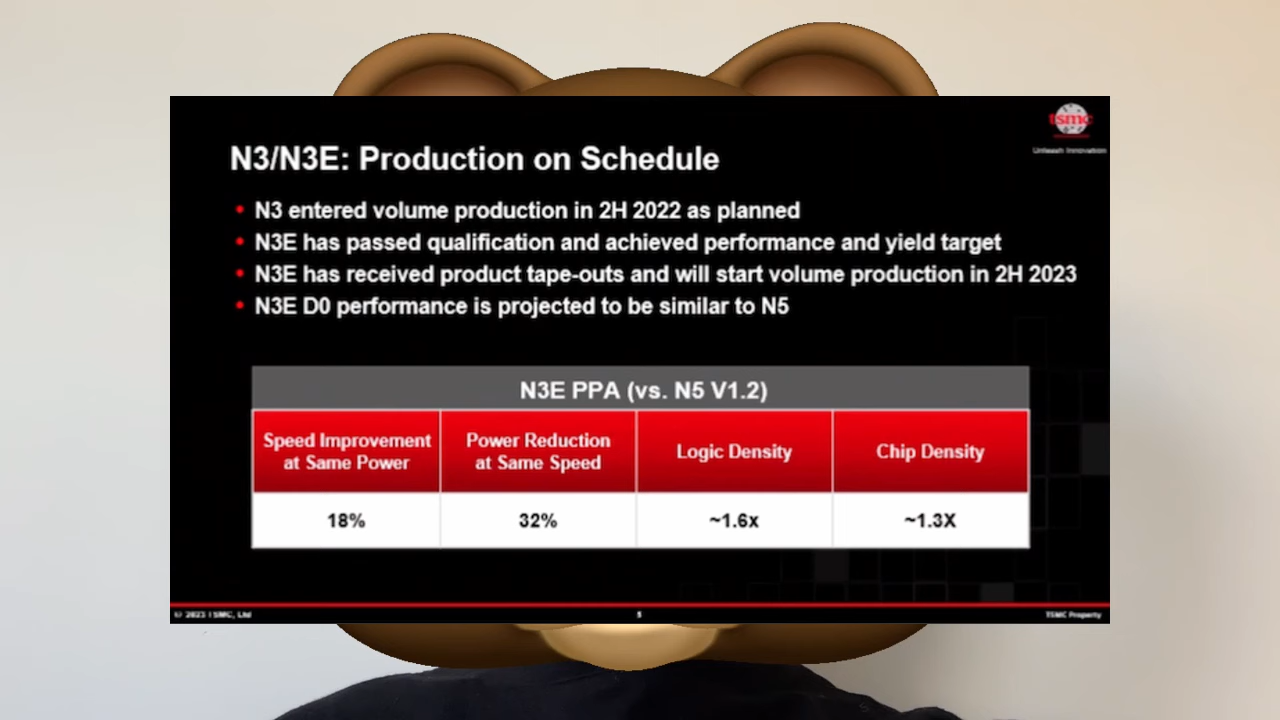 tsmc
Unleash Innovation
N3/N3E: Production on Schedule
• N3 entered volume production in 2H 2022 as planned
• N3E has passed qualification and achieved performance and yield target
• N3E has received product tape-outs and will start volume production in 2H 2023
• N3E D0 performance is projected to be similar to N5
N3E PPA (vs. N5 V1.2)
Speed Improvement
at Same Power
Power Reduction
at Same Speed
Logic Density
Chip Density
18%
32%
~1.6x
~1.3X
© 2023 TSMC, Ltd
5
TSMC Property